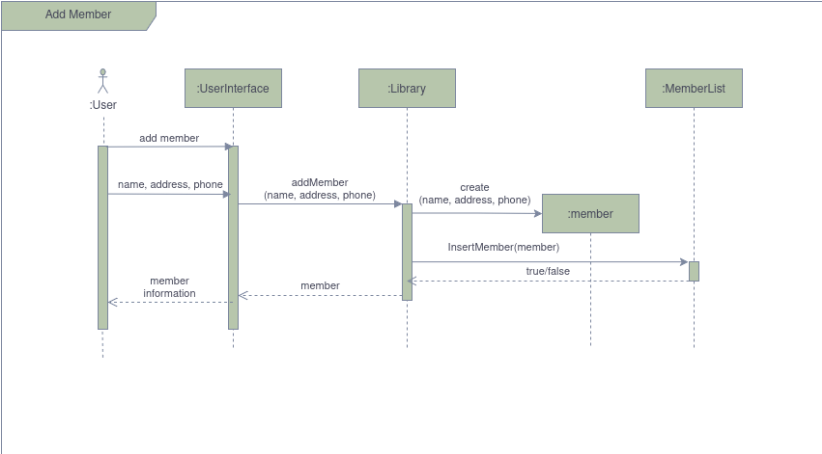 Add Member
:User
:UserInterface
:Library
:MemberList
add member
name, address, phone
addMember
(name, address, phone)
create
(name, address, phone)
:member
InsertMember(member)
true/false
member
member
information